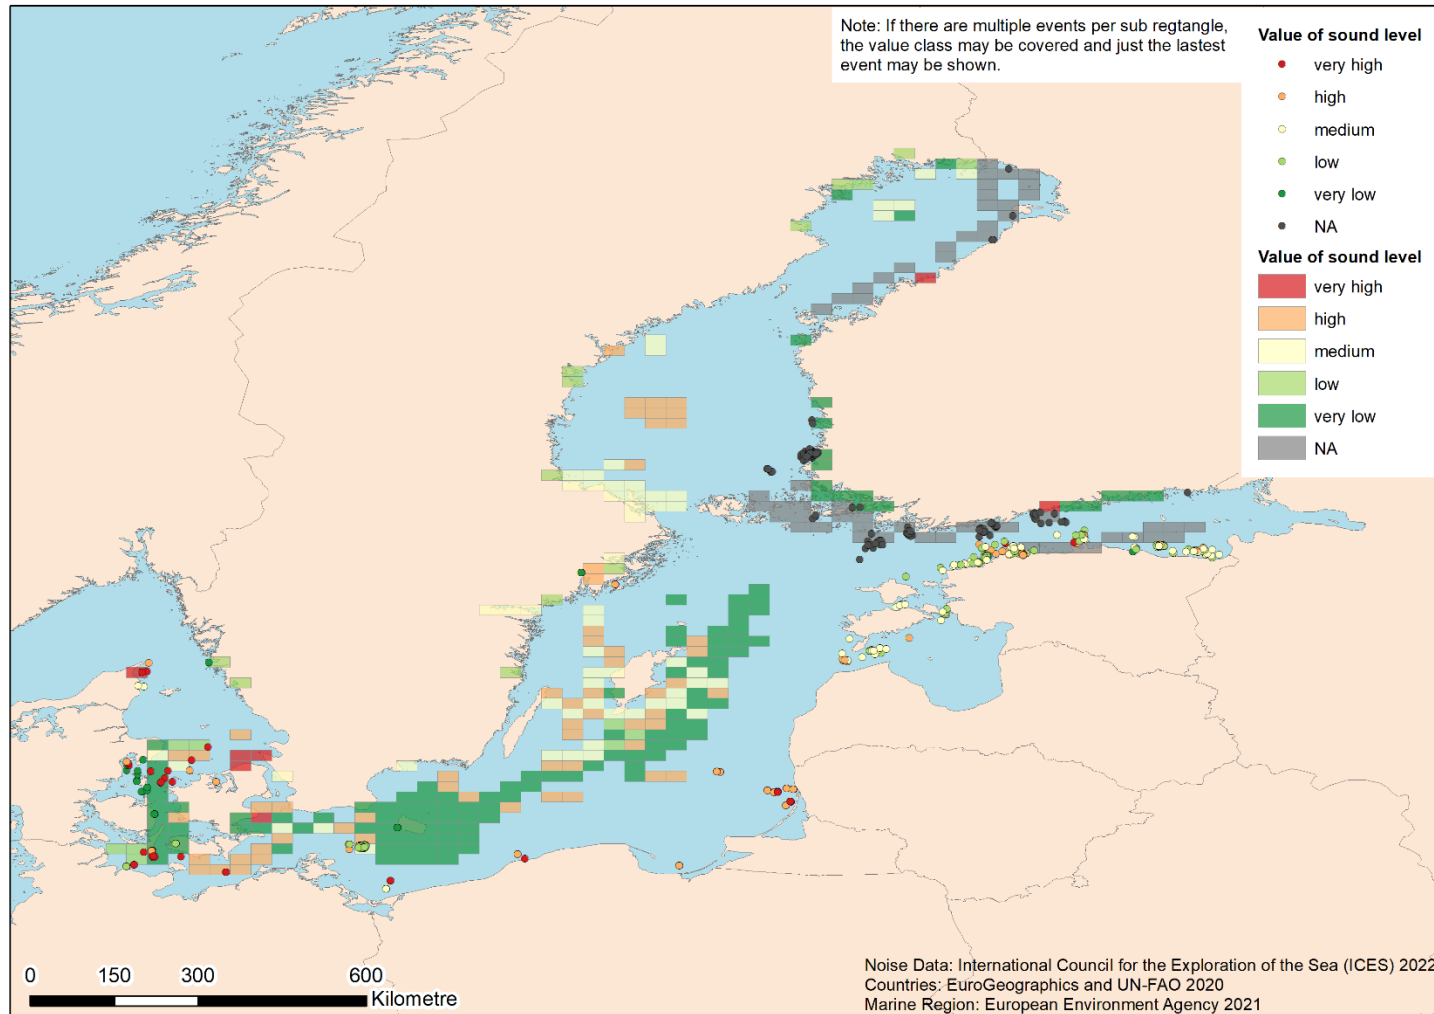 Note: If there are multiple events per sub regtangle,
the value class may be covered and just the lastest
event may be shown.
Value of sound level
very high
high
medium
low
very low
NA
Value of sound level
very high
high
medium
low
very low
NA
0 150 300 600
Kilometre
Noise Data: International Council for the Exploration of the Sea (ICES) 2022
Countries: EuroGeographics and UN-FAO 2020
Marine Region: European Environment Agency 2021